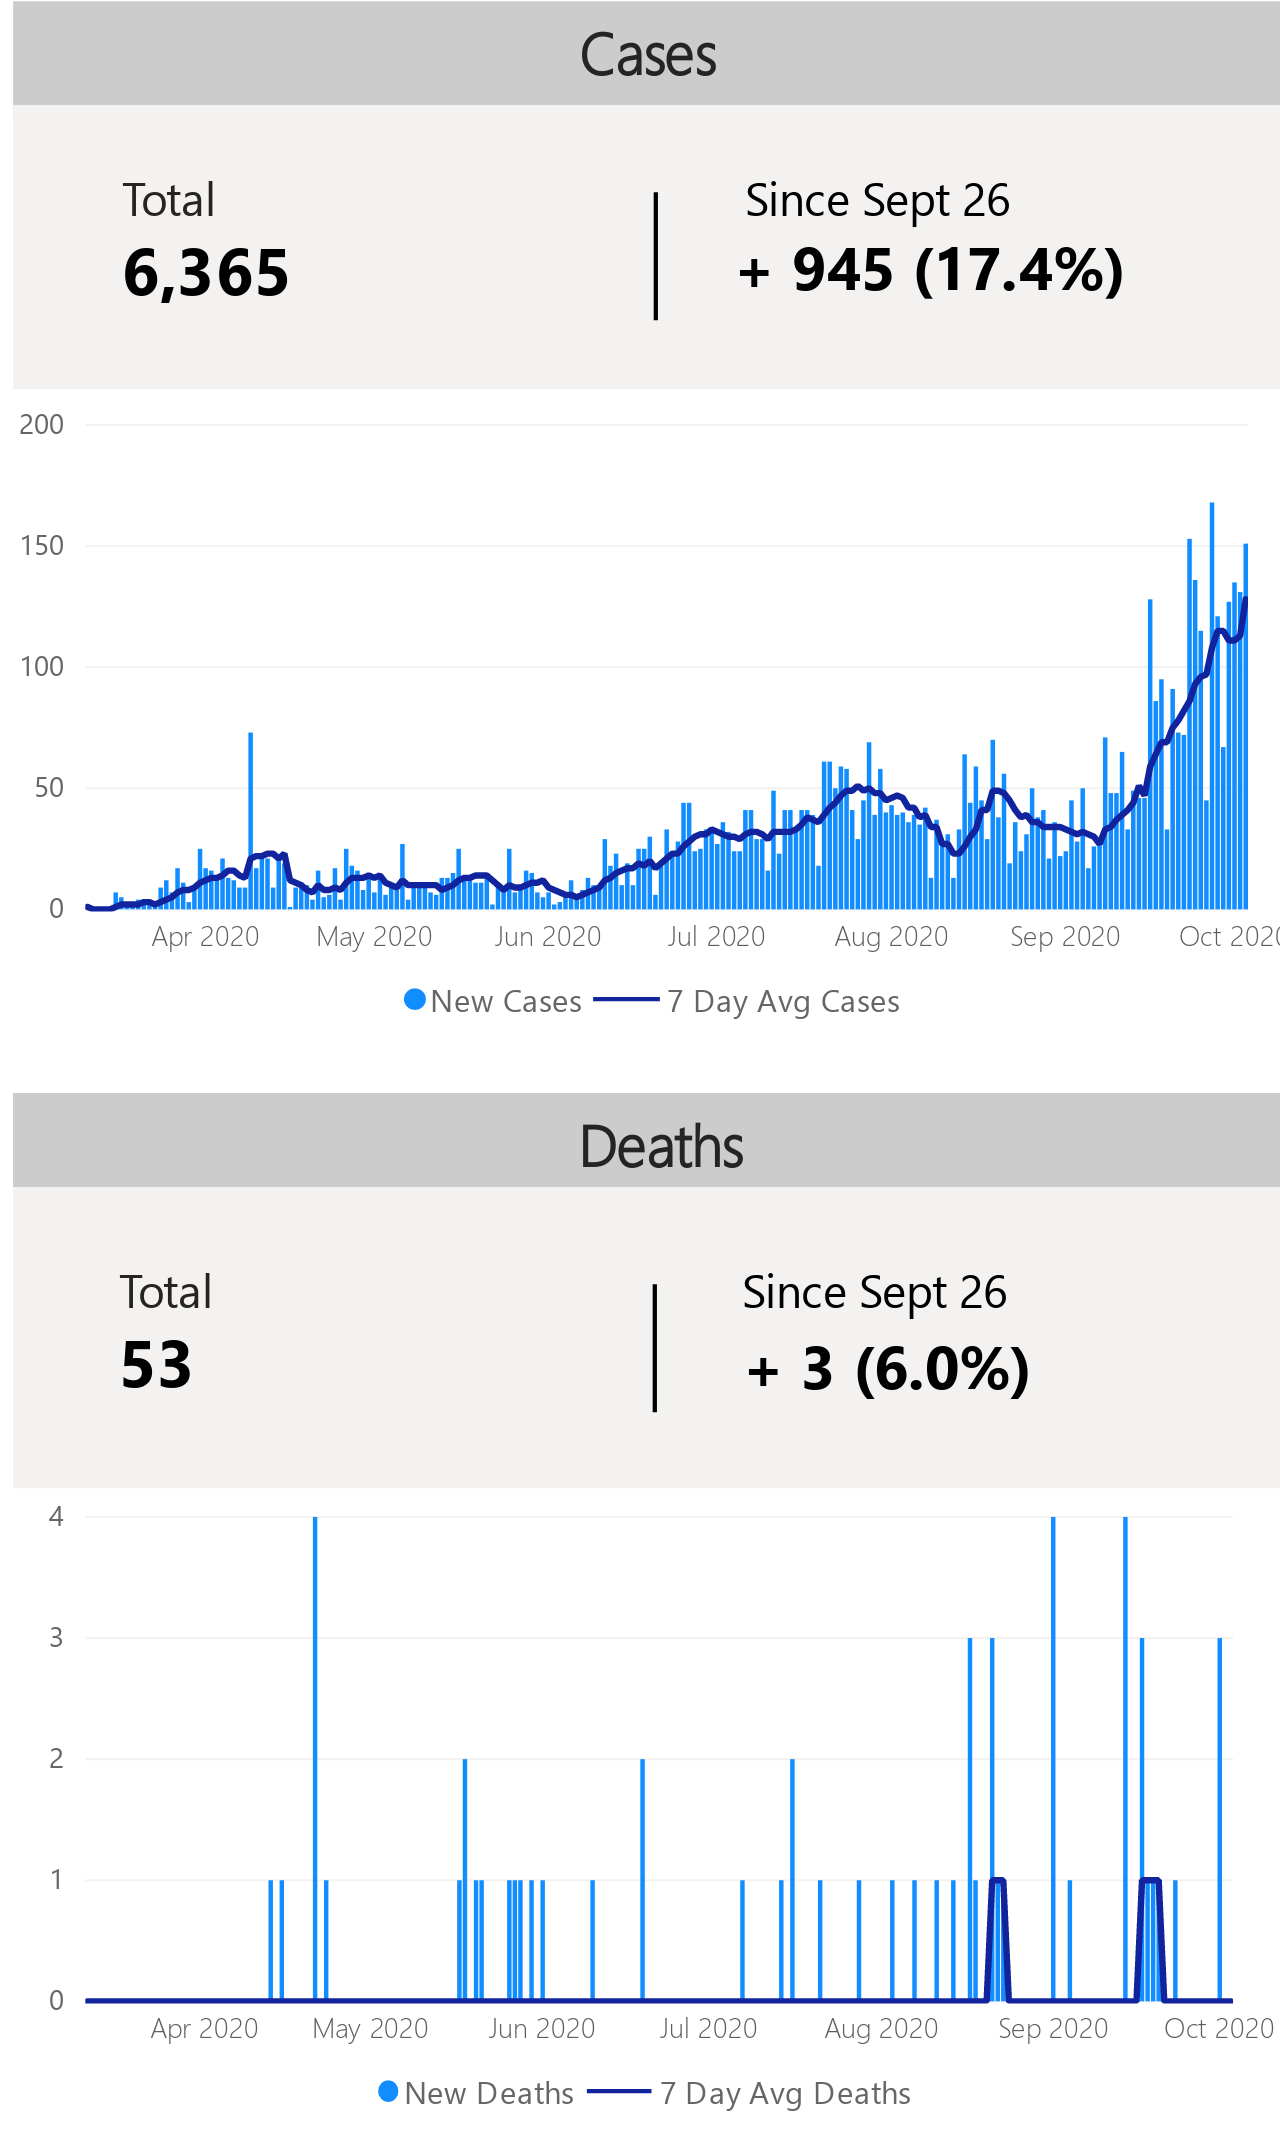 Cases
Total
Since Sept 26
6,365
+ 945 (17.4%)
200
150
100
50
0
Apr 2020
May 2020
Jun 2020
Jul 2020
Aug 2020
Sep 2020
Oct 2020
New Cases
7 Day Avg Cases
Deaths
Total
Since Sept 26
53
+ 3 (6.0%)
4
3
2
1
0
Apr 2020
May 2020
Jun 2020
Jul 2020
Aug 2020
Sep 2020
Oct 2020
New Deaths
7 Day Avg Deaths